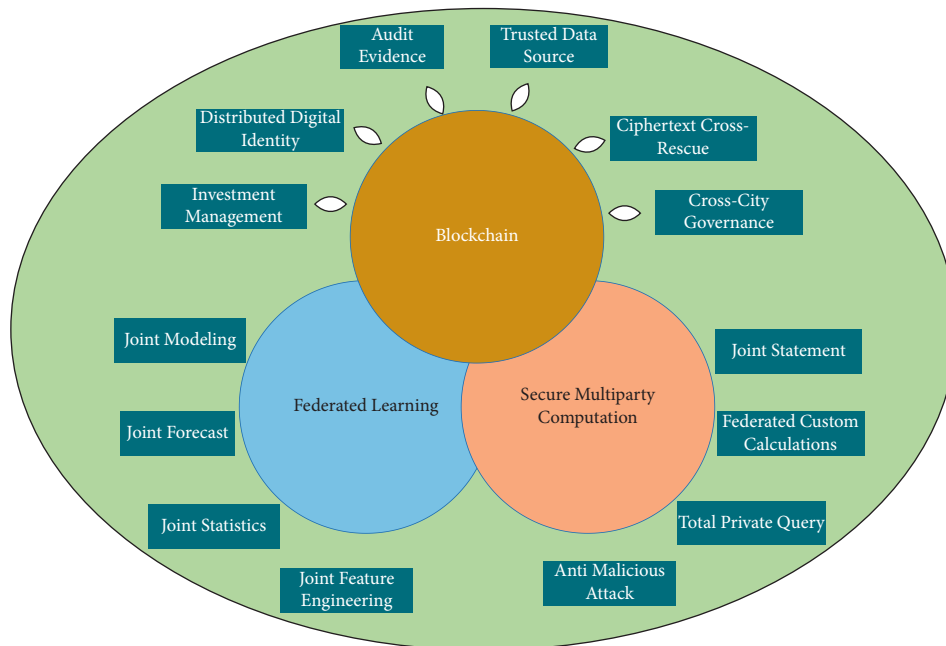 Audit
Evidence
Trusted Data
Source
Distributed Digital
Identity
Ciphertext Cross-
Rescue
Investment
Management
Cross-City
Governance
Blockchain
Joint Modeling
Joint Statement
Federated Learning
Secure Multiparty
Computation
Joint Forecast
Federated Custom
Calculations
Joint Statistics
Total Private Query
Joint Feature
Engineering
Anti Malicious
Attack